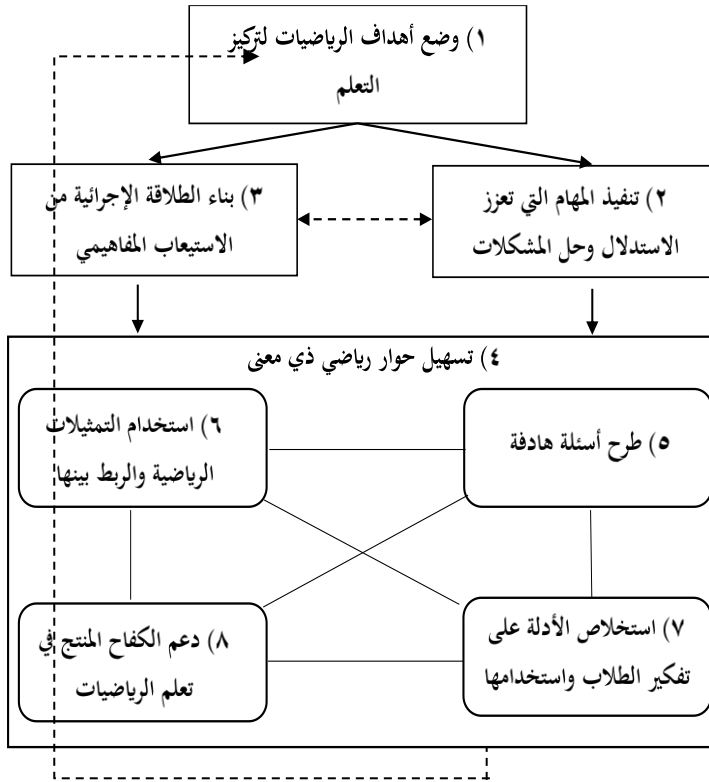 ١) وضع أهداف الرياضيات لتركيز
التعلم
٢) تنفيذ المهام التي تعزز
الاستدلال وحل المشكلات
٣) بناء الطلاقة الإجرائية من
الاستيعاب المفاهيمي
٤) تسهيل حوار رياضي ذي معنى
٥) طرح أسئلة هادفة
٦) استخدام التمثيلات
الرياضية والربط بينها
٧) استخلاص الأدلة على
تفكير الطلاب واستخدامها
٨) دعم الكفاح المنتج في
تعلم الرياضيات